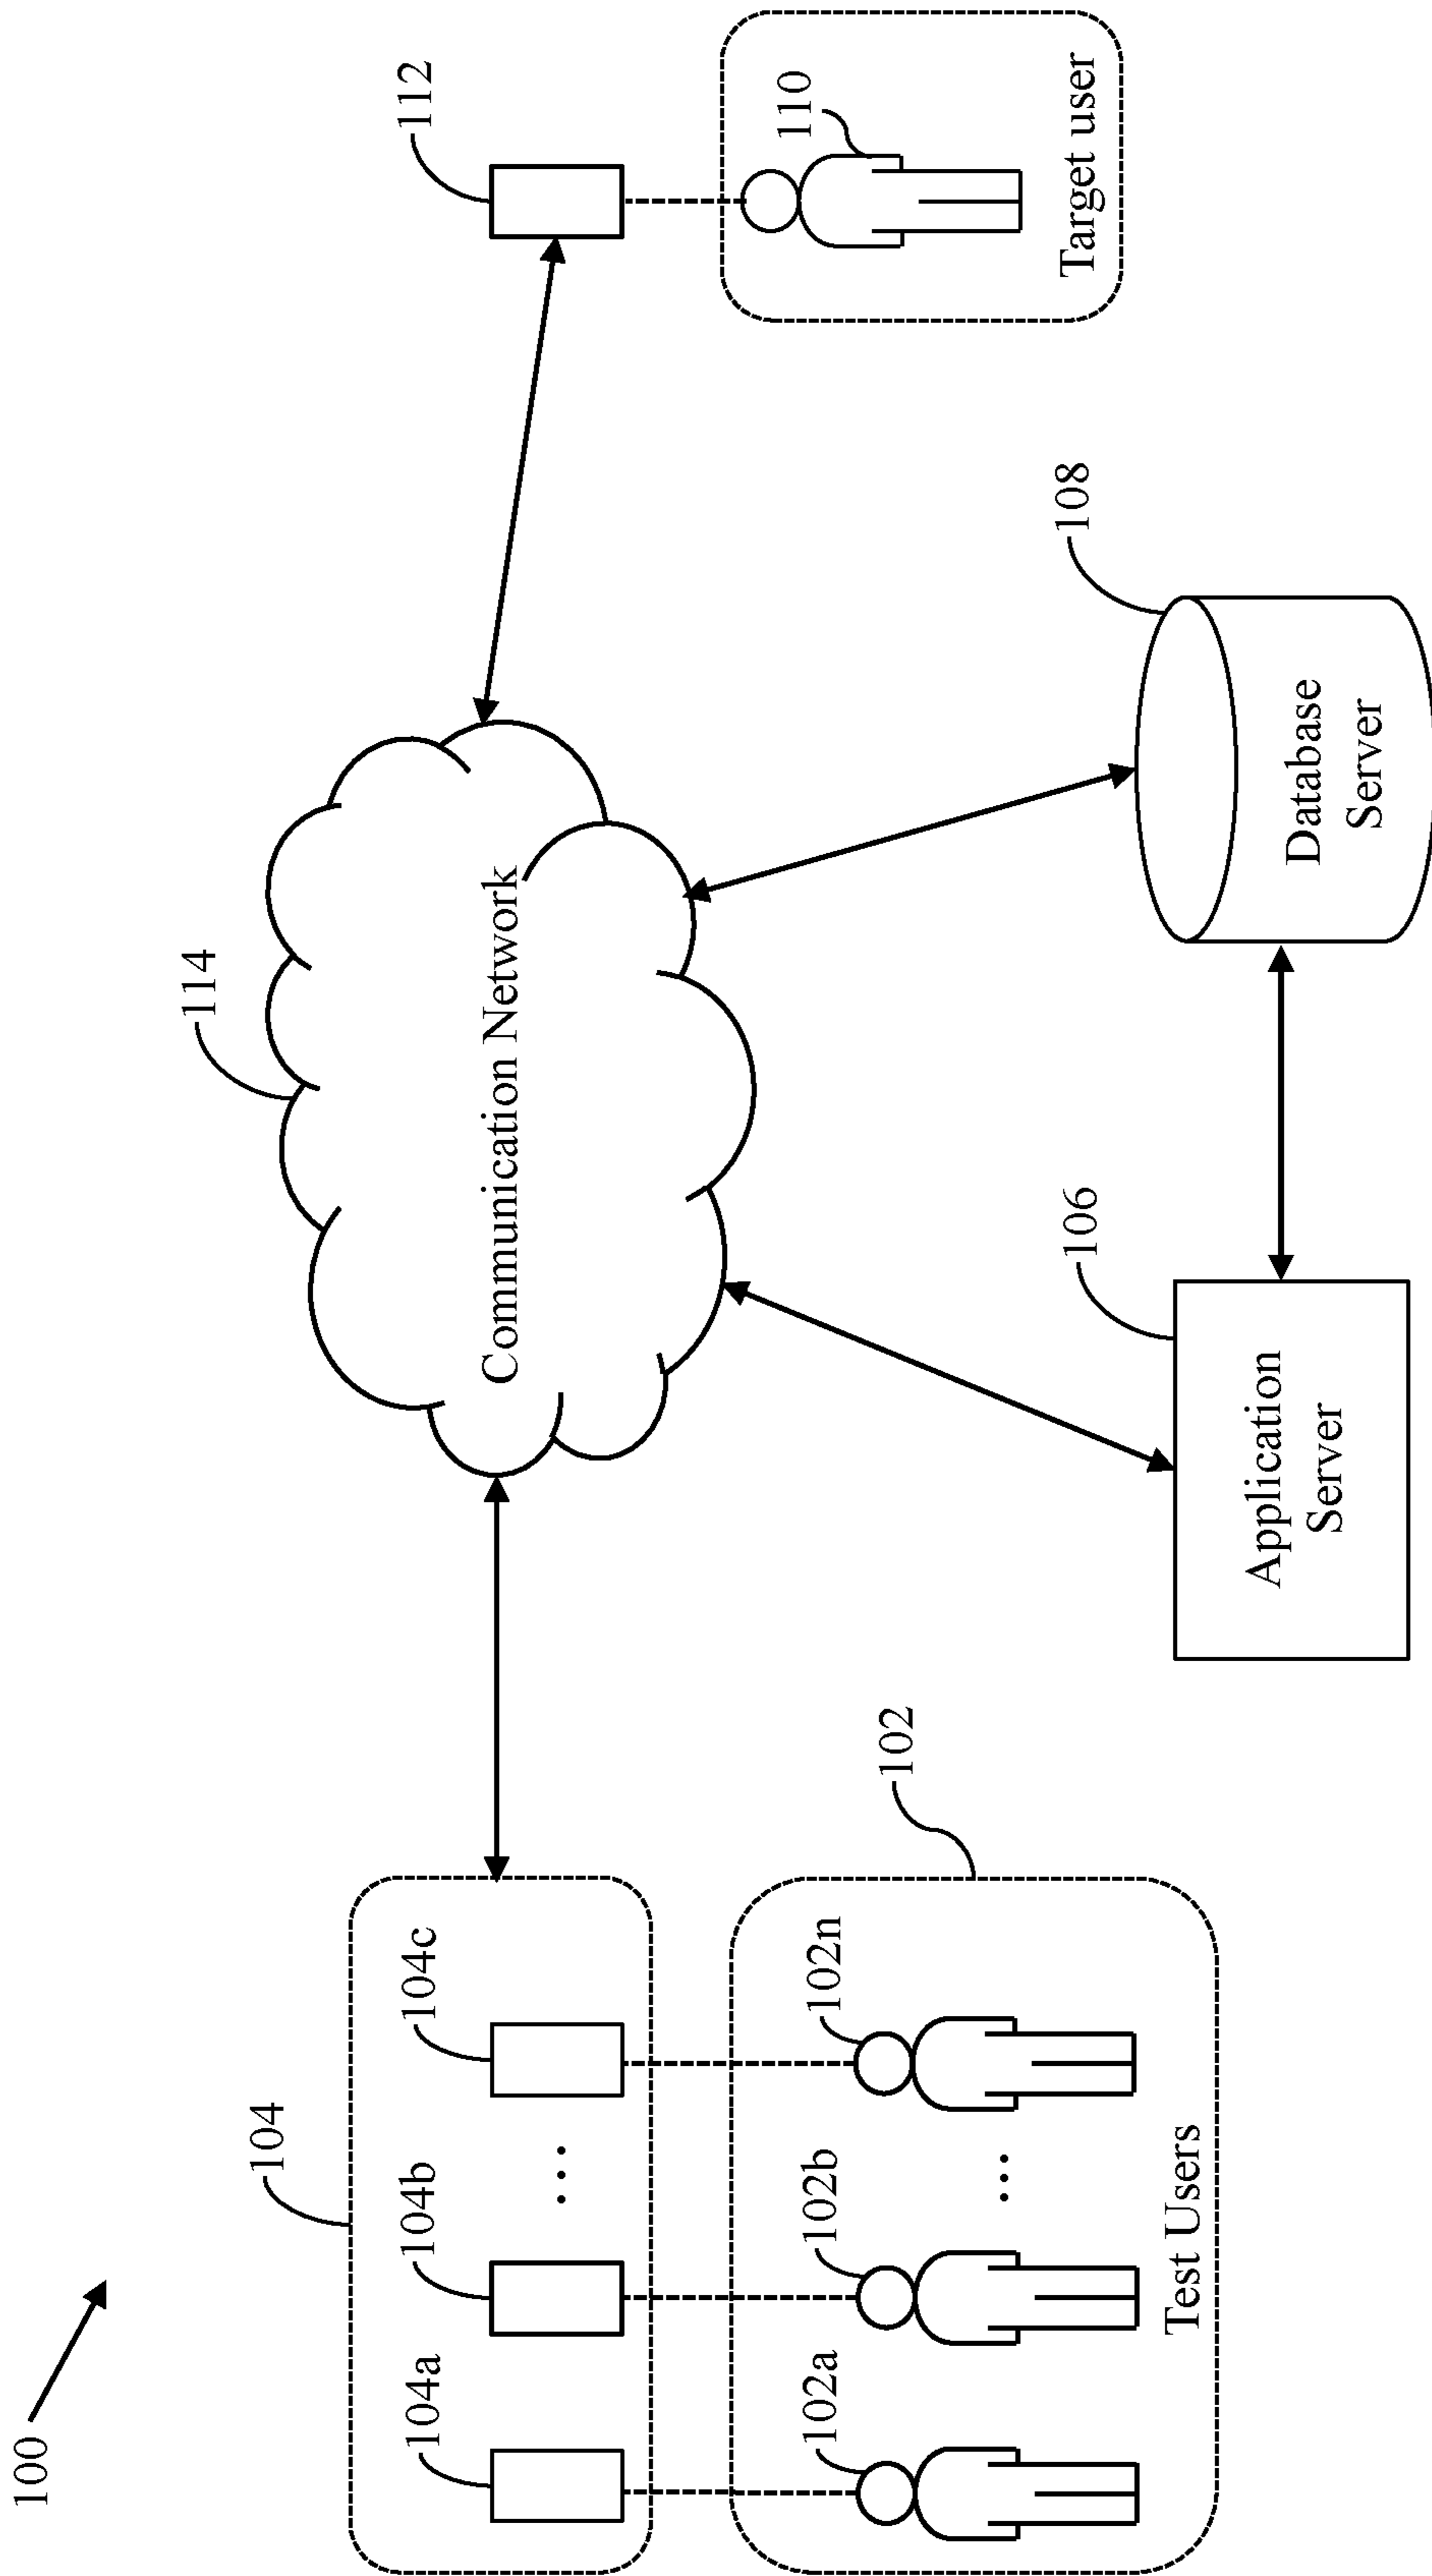 100
104
104a
104b
104c
...
102
102a
102b
102n
...
Test Users
114
Communication Network
106
Application
Server
108
Database
Server
112
110
Target user